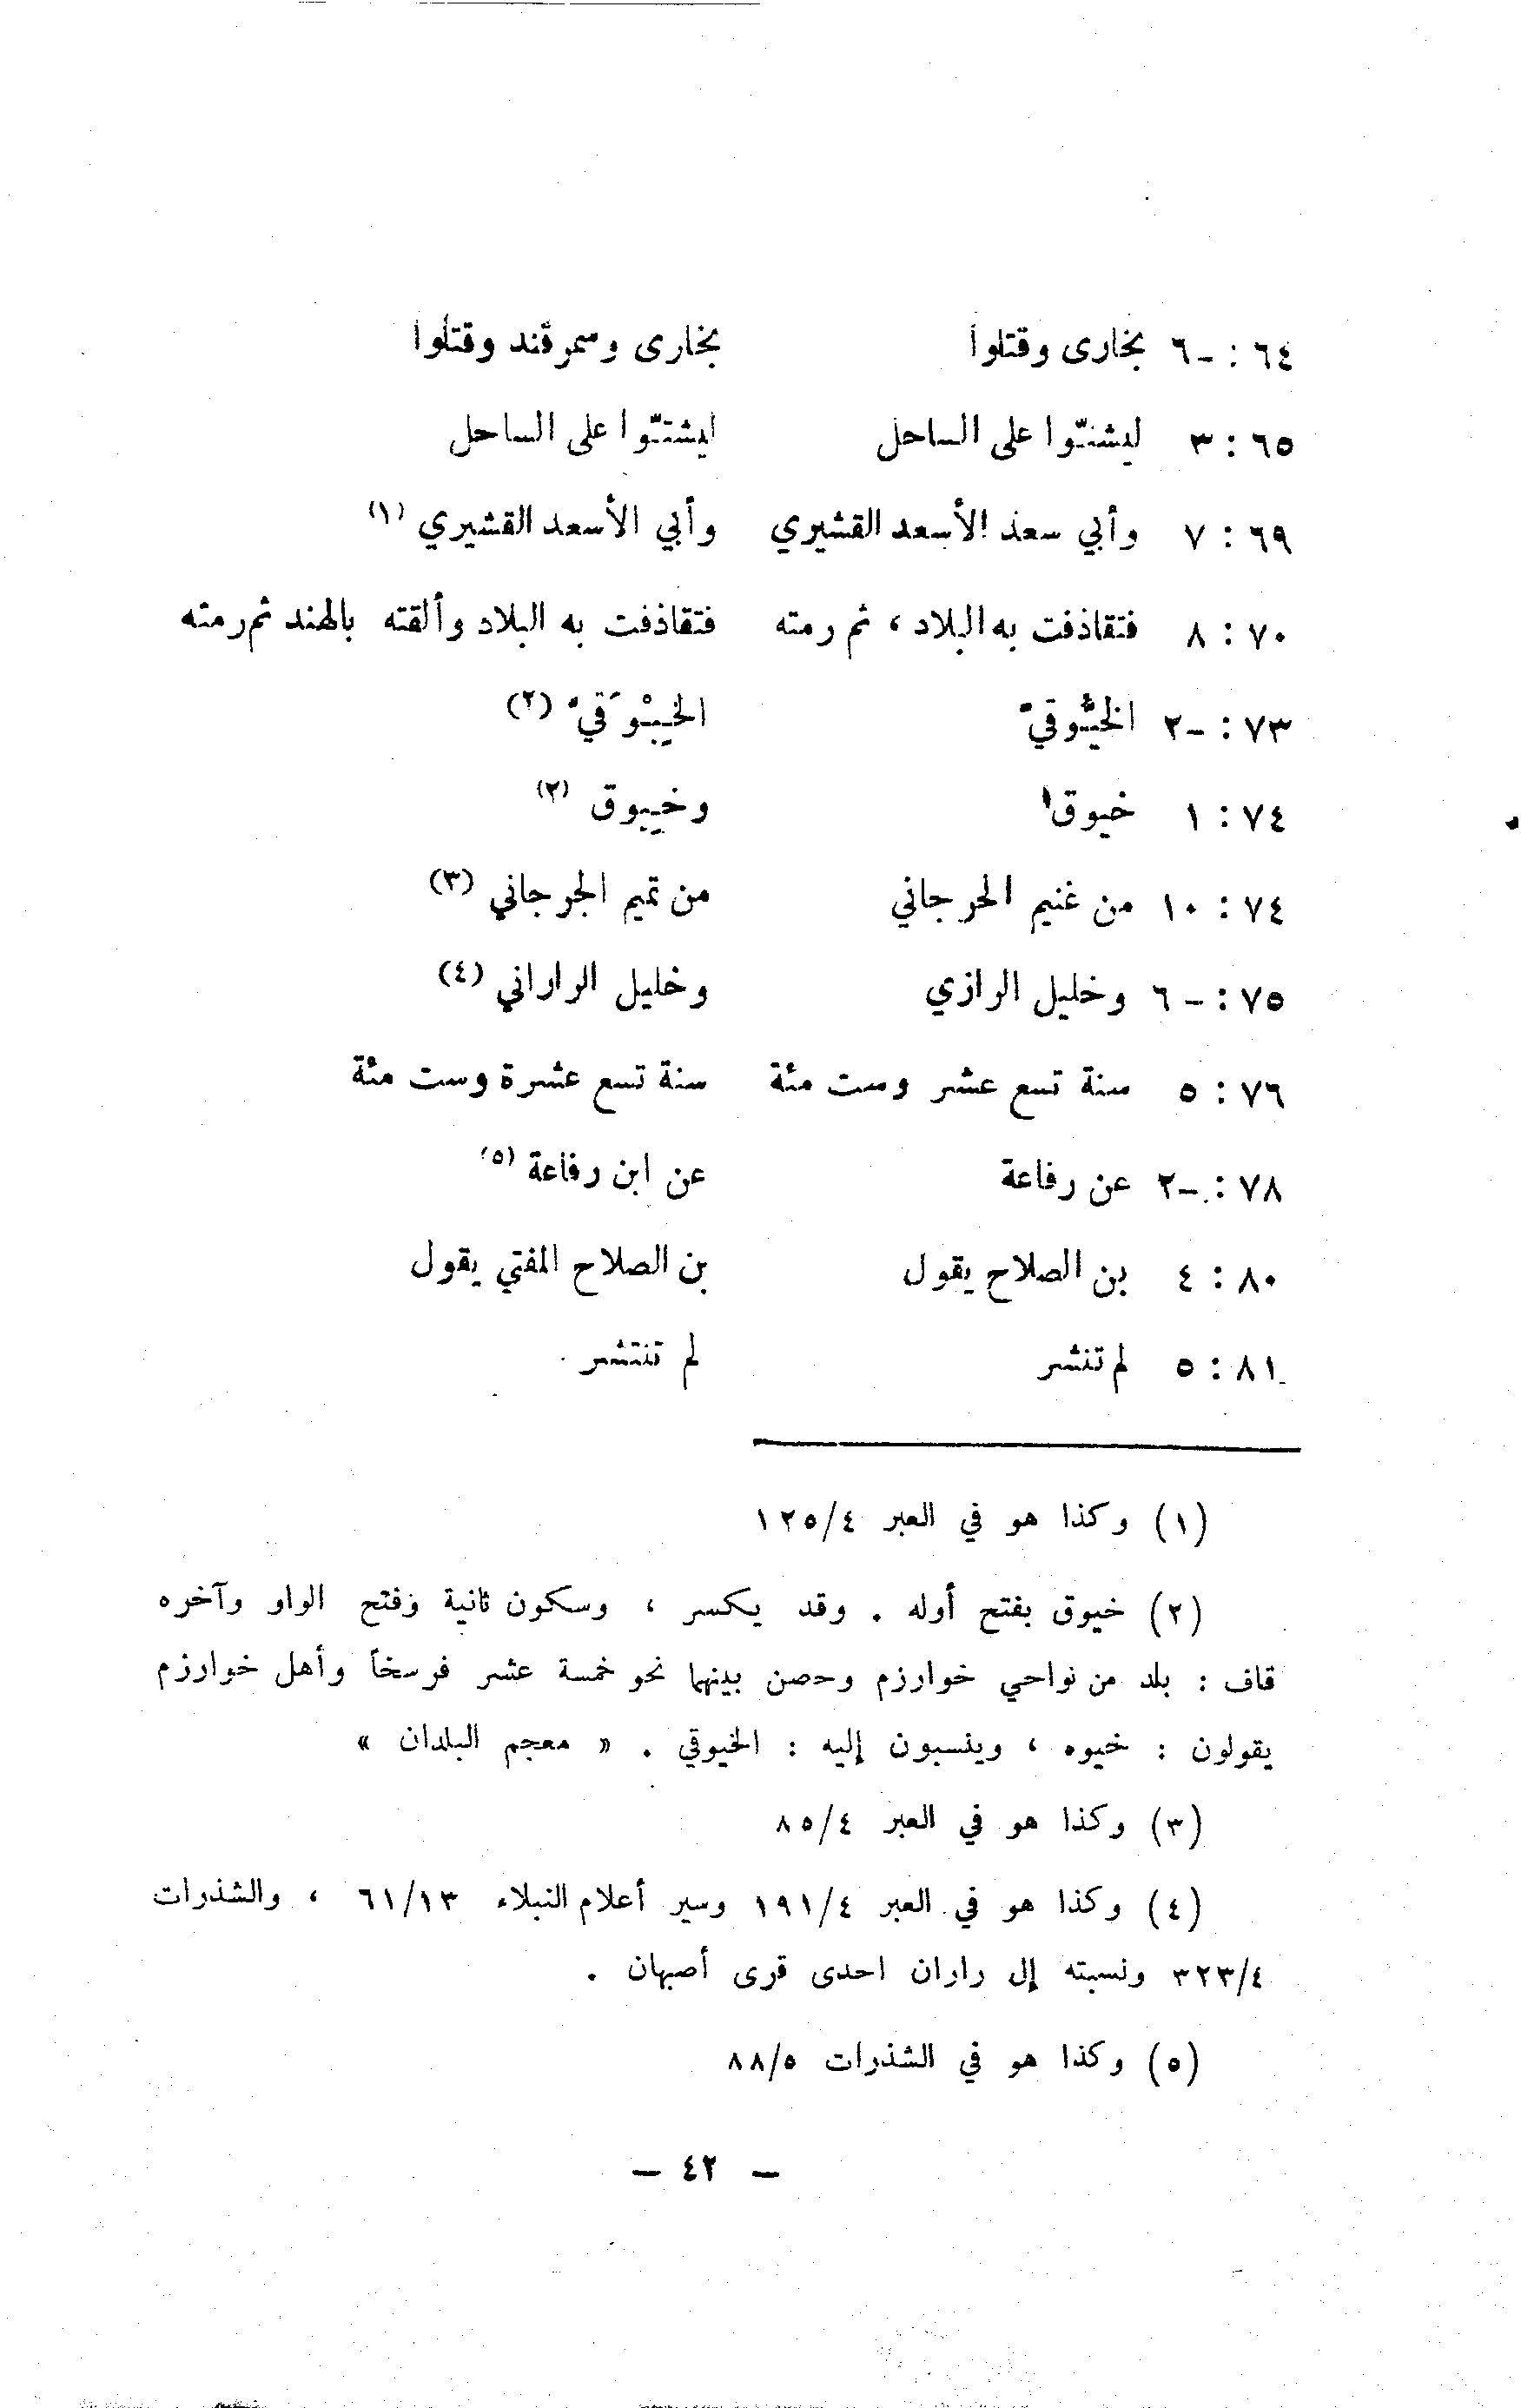 ٦٤ : -٦ بخارى وقتلوا بخارى وسمرقند وقتلوا
٦٥ : ٣ ليشتّوا على الساحل ليشتّوا على الساحل
٦٩ : ٧ وأبي سعد الأسعد القشيري وأبي الأسعد القشيري (١)
٧٠ : ٨ فتقاذفت به البلاد ، ثم رمته فتقاذفت به البلاد وألقته بالهند ثم رمته
٧٣ : -٢ الخيُّوقي الخِيْوَقي (٢)
٧٤ : ١ خيوق وخيوق (٢)
٧٤ : ١٠ من غنيم الحرجاني من تميم الجرجاني (٣)
٧٥ : -٦ وخليل الرازي وخليل الراراني (٤)
٧٦ : ٥ سنة تسع عشر وست مئة سنة تسع عشرة وست مئة
٧٨ : -٢ عن رفاعة عن ابن رفاعة (٥)
٨٠ : ٤ بن الصلاح يقول بن الصلاح المفتي يقول
٨١ : ٥ لم تنشر لم تنتشر .
(١) وكذا هو في العبر ١٢٥/٤
(٢) خيوق بفتح أوله . وقد يكسر ، وسكون ثانية وفتح الواو وآخره
قاف : بلد من نواحي خوارزم وحصن بينهما نحو خمسة عشر فرسخاً وأهل خوارزم
يقولون : خيوه ، وينسبون إليه : الخيوقي . « معجم البلدان »
(٣) وكذا هو في العبر ٨٥/٤
(٤) وكذا هو في العبر ١٩١/٤ وسير أعلام النبلاء ٦١/١٣ ، والشذرات
٣٢٣/٤ ونسبته إل راران احدى قرى أصبهان .
(٥) وكذا هو في الشذرات ٨٨/٥
— ٤٢ —